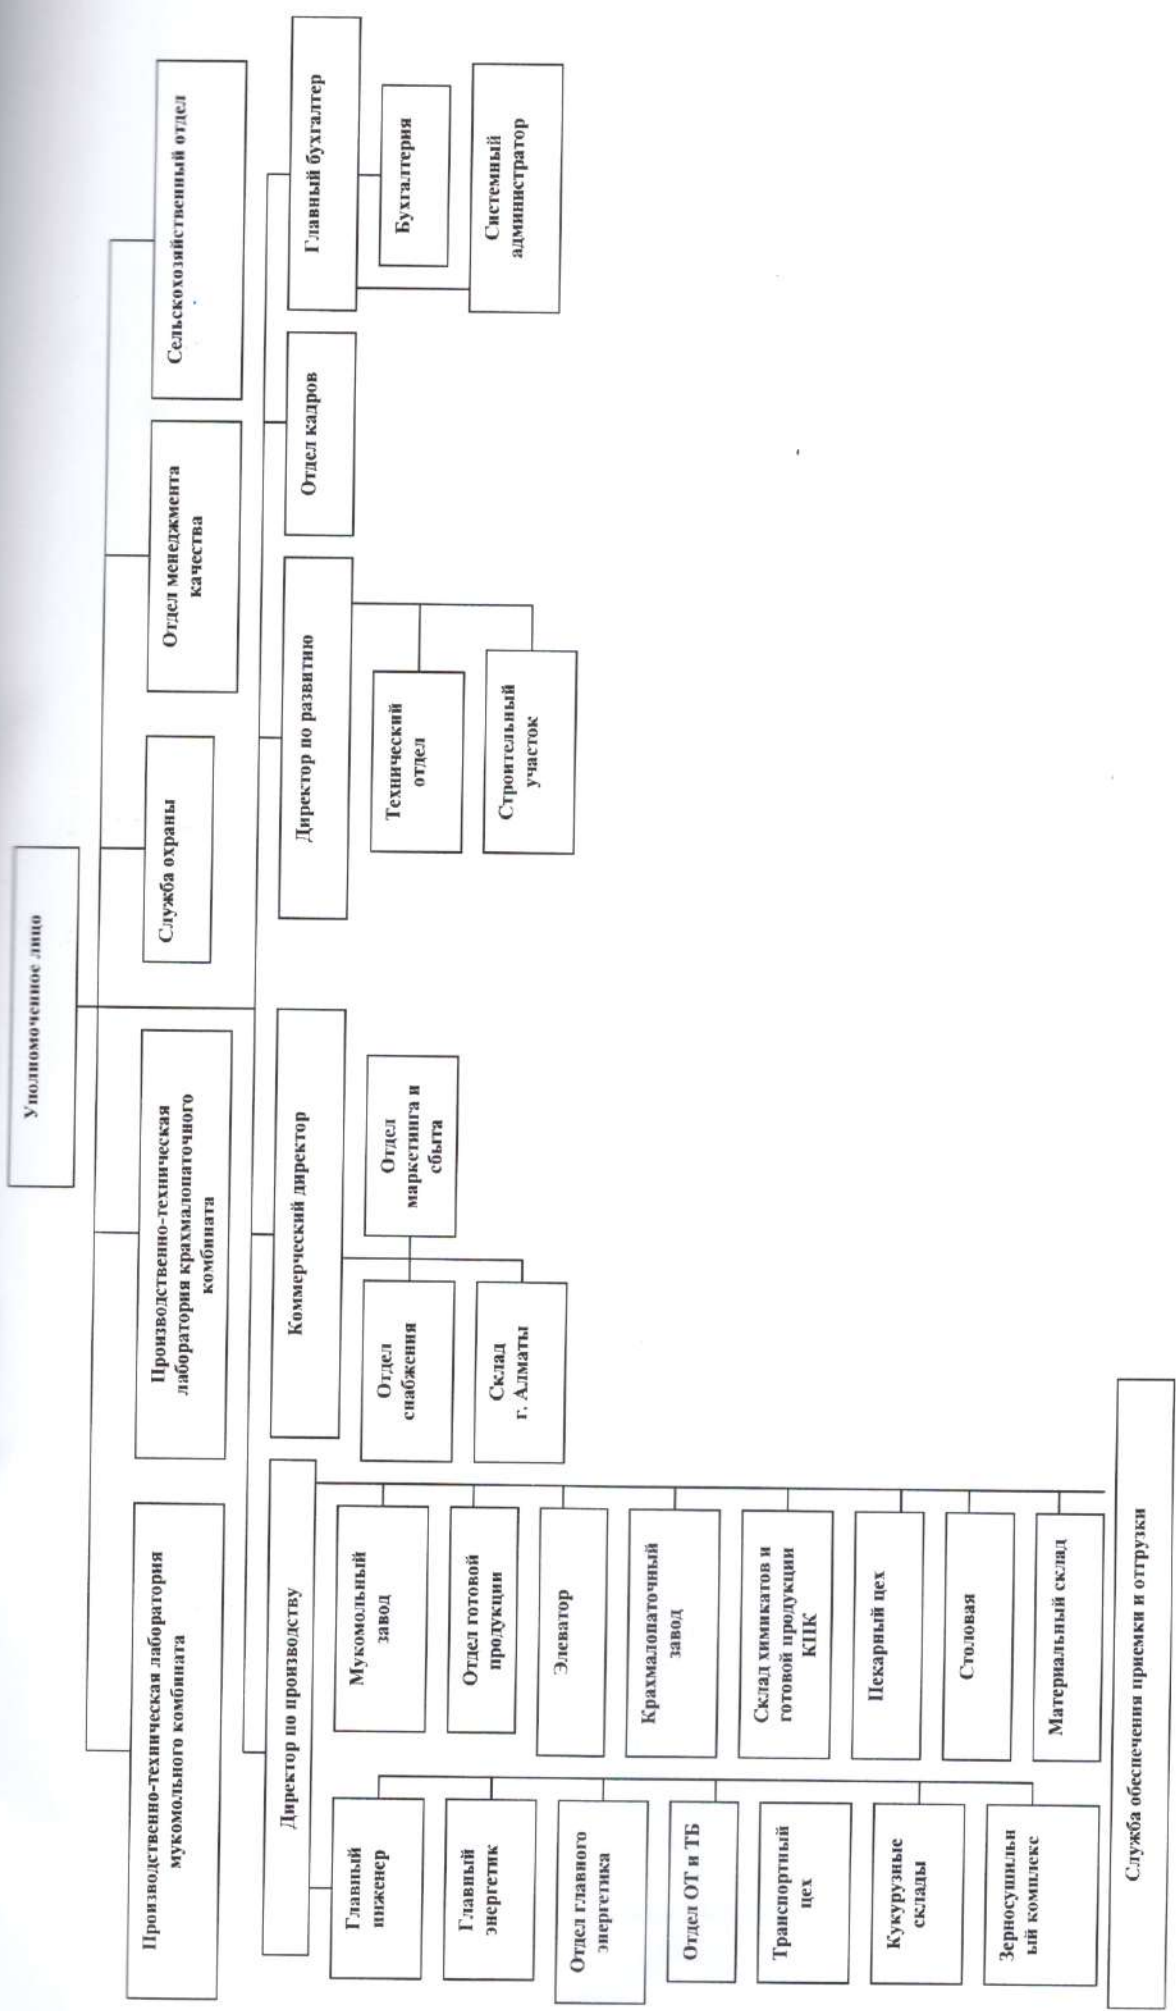 Уполномоченное лицо
Производственно-техническая лаборатория
мукомольного комбината
Производственно-техническая
лаборатория крахмалопаточного
комбината
Служба охраны
Отдел менеджмента
качества
Сельскохозяйственный отдел
Директор по производству
Коммерческий директор
Директор по развитию
Отдел кадров
Главный бухгалтер
Главный
инженер
Главный
энергетик
Отдел главного
энергетика
Отдел ОТ и ТБ
Транспортный
цех
Кукурузные
склады
Зерносушильн
ый комплекс
Мукомольный
завод
Отдел готовой
продукции
Элеватор
Крахмалопаточный
завод
Склад химикатов и
готовой продукции
КПК
Пекарный цех
Столовая
Материальный склад
Служба обеспечения приемки и отгрузки
Отдел
снабжения
Склад
г. Алматы
Отдел
маркетинга и
сбыта
Технический
отдел
Строительный
участок
Бухгалтерия
Системный
администратор